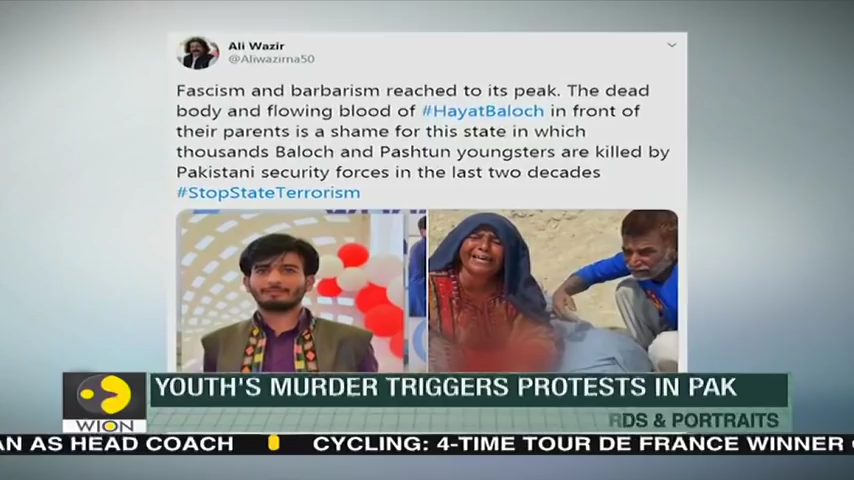 Ali Wazir
@Aliwazirna50
Fascism and barbarism reached to its peak. The dead
body and flowing blood of #HayatBaloch in front of
their parents is a shame for this state in which
thousands Baloch and Pashtun youngsters are killed by
Pakistani security forces in the last two decades
#StopStateTerrorism
YOUTH'S MURDER TRIGGERS PROTESTS IN PAK
WION
RDS & PORTRAITS
AN AS HEAD COACH CYCLING: 4-TIME TOUR DE FRANCE WINNER